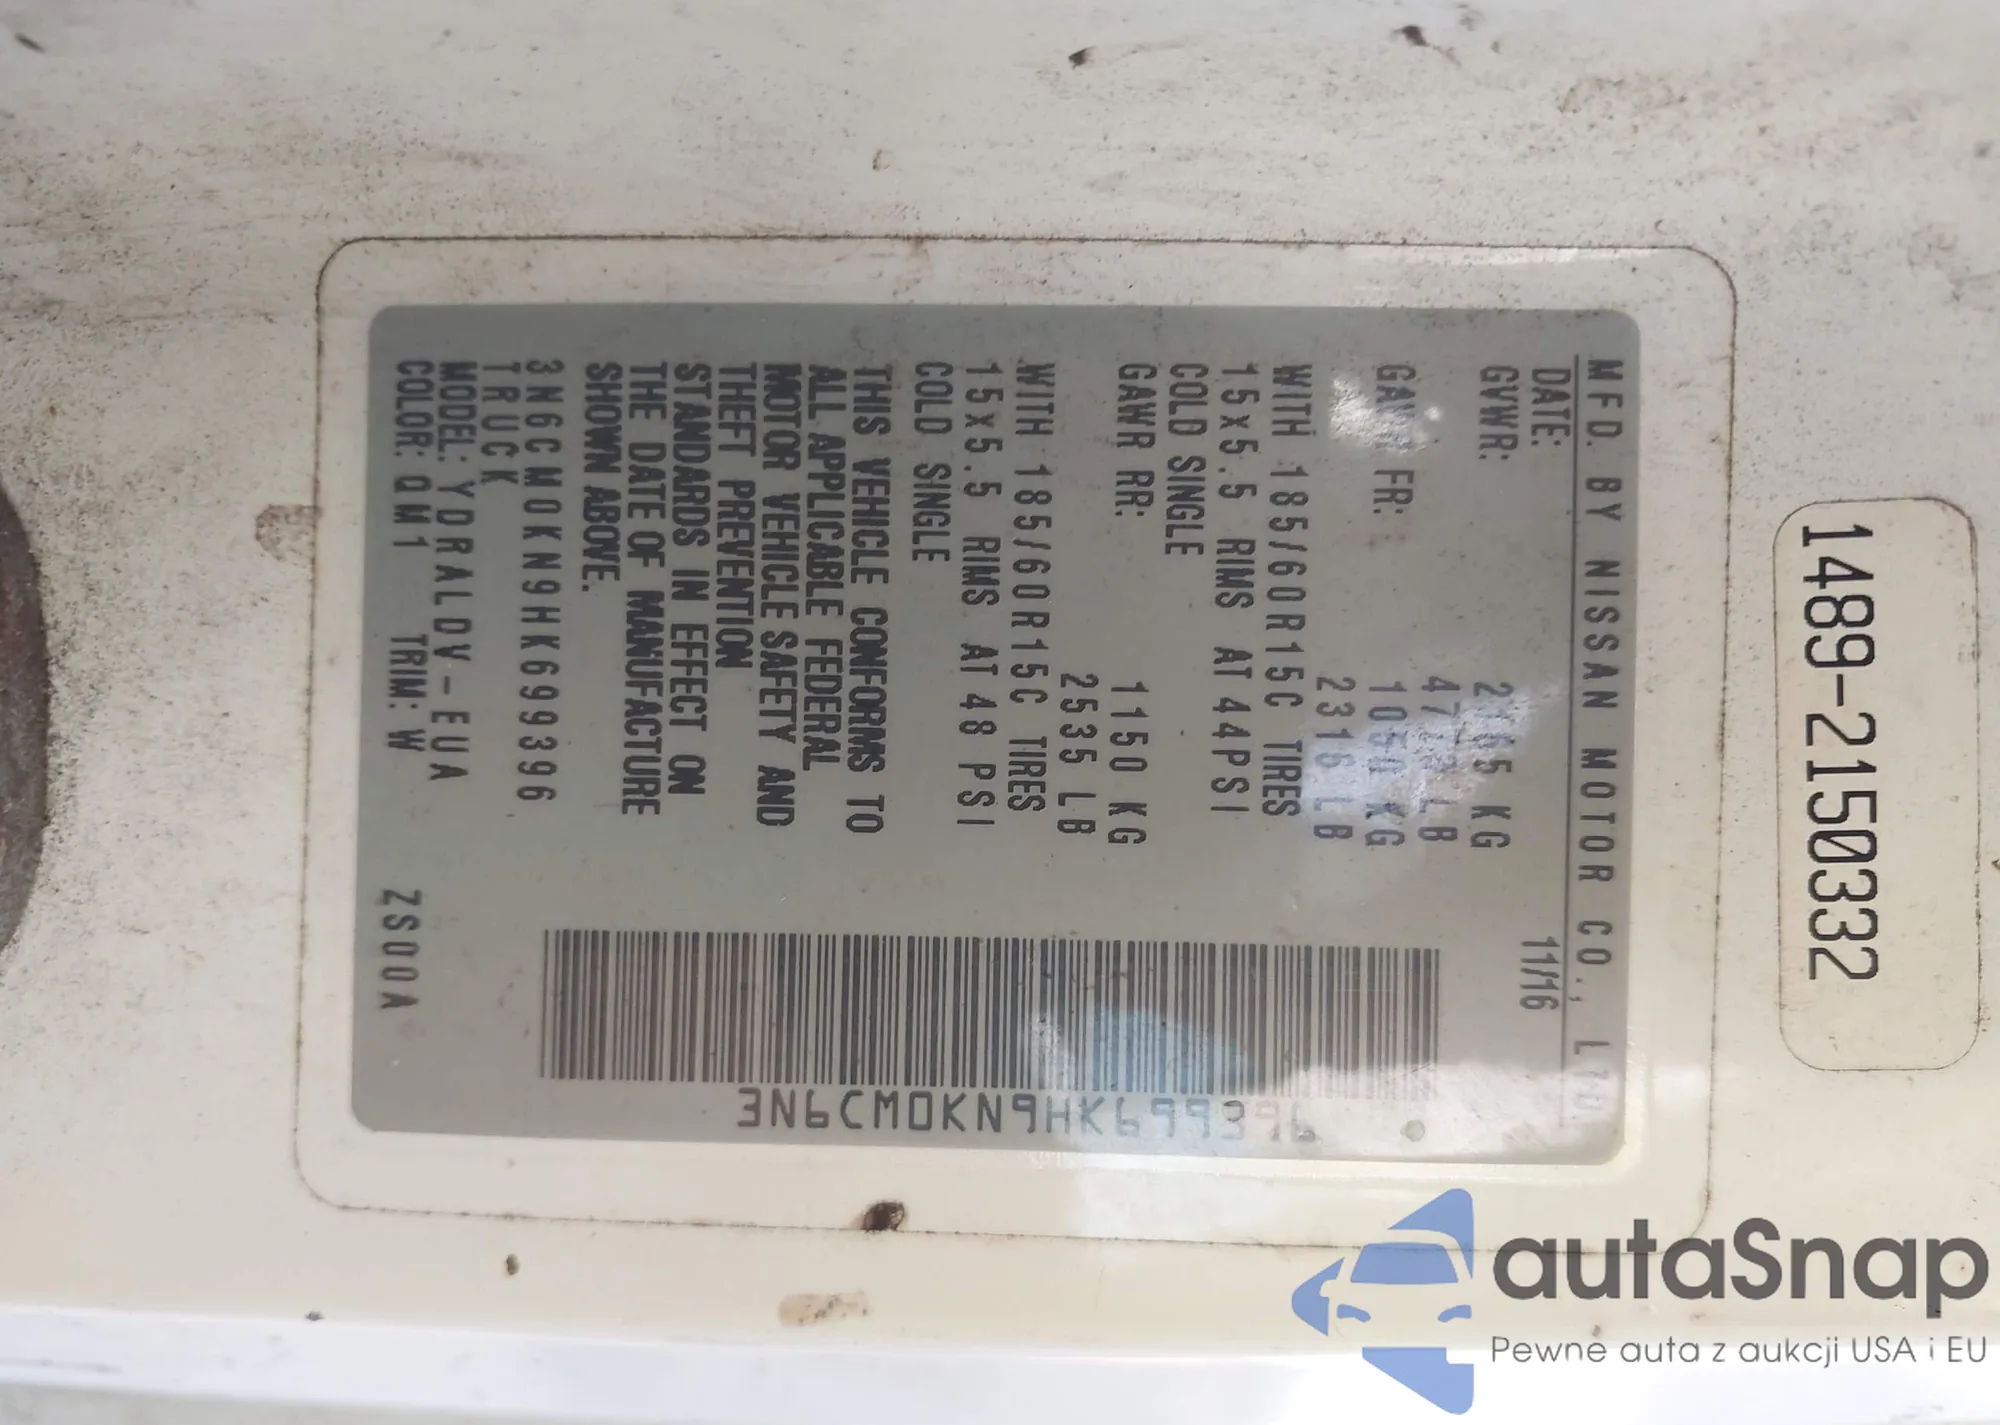 1489-2150332
MFD. BY NISSAN MOTOR CO., LTD
DATE: 11/16
GVWR: KG
LB
GAWR FR: 1050 KG
2316 LB
WITH 185/60R15C TIRES
15x5.5 RIMS AT 44PSI
COLD SINGLE
GAWR RR: 1150 KG
2535 LB
WITH 185/60R15C TIRES
15x5.5 RIMS AT 48 PSI
COLD SINGLE
THIS VEHICLE CONFORMS TO
ALL APPLICABLE FEDERAL
MOTOR VEHICLE SAFETY AND
THEFT PREVENTION
STANDARDS IN EFFECT ON
THE DATE OF MANUFACTURE
SHOWN ABOVE.
3N6CM0KN9HK699396
TRUCK
MODEL: YDRALDV-EUA
COLOR: QM1 TRIM: W ZS00A
3N6CM0KN9HK699396
autaSnap
Pewne auta z aukcji USA i EU